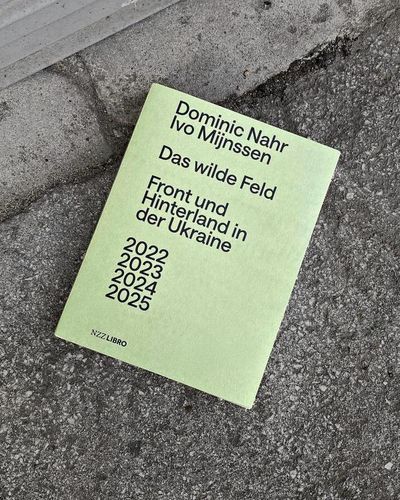 Dominic Nahr
Ivo Mijnssen
Das wilde Feld
Front und
Hinterland in
der Ukraine
2022
2023
2024
2025
NZZ LIBRO